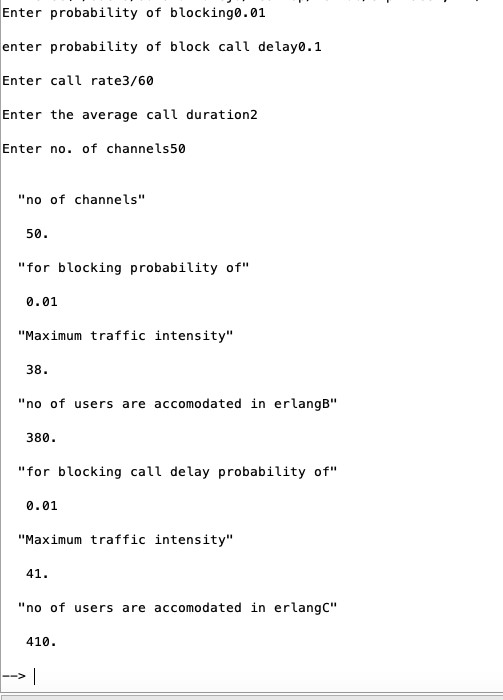 Enter probability of blocking0.01
enter probability of block call delay0.1
Enter call rate3/60
Enter the average call duration2
Enter no. of channels50
"no of channels"
50.
"for blocking probability of"
0.01
"Maximum traffic intensity"
38.
"no of users are accomodated in erlangB"
380.
"for blocking call delay probability of"
0.01
"Maximum traffic intensity"
41.
"no of users are accomodated in erlangC"
410.
-->